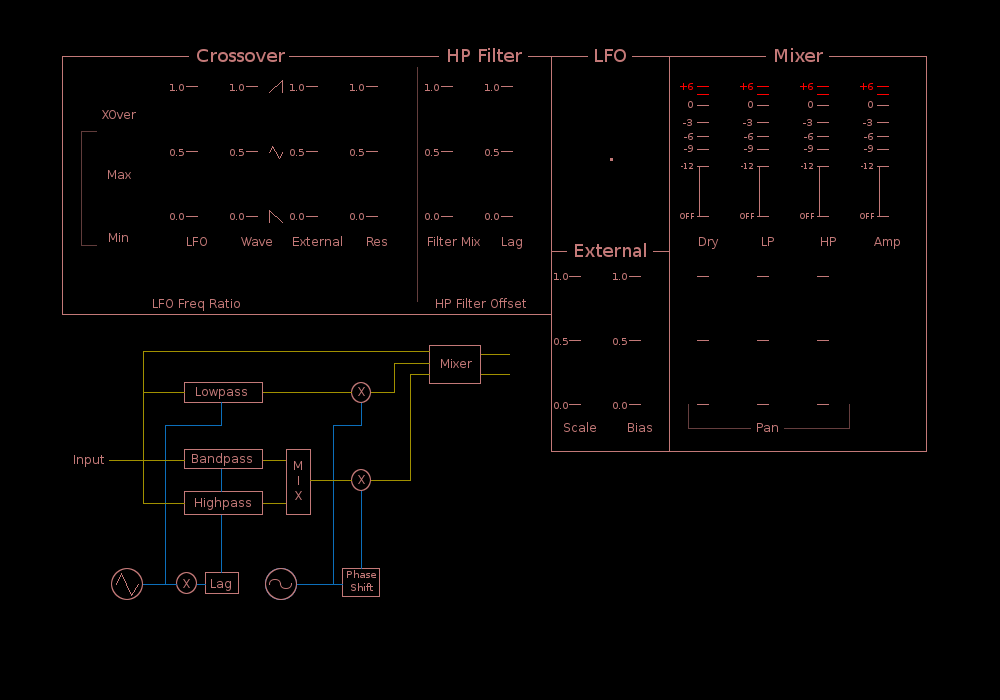 Crossover HP Filter LFO Mixer
1.0 1.0 1.0 1.0 1.0 1.0 +6 +6 +6 +6
0 0 0 0
XOver
-3 -3 -3 -3
-6 -6 -6 -6
-9 -9 -9 -9
0.5 0.5 0.5 0.5 0.5 0.5
-12 -12 -12 -12
Max
0.0 0.0 0.0 0.0 0.0 0.0 OFF OFF OFF OFF
Min
LFO Wave External Res Filter Mix Lag Dry LP HP Amp
External
1.0 1.0
LFO Freq Ratio HP Filter Offset
0.5 0.5
Mixer
Lowpass X
0.0 0.0
Scale Bias Pan
Input Bandpass
M
I
X
X
Highpass
X Lag
Phase
Shift